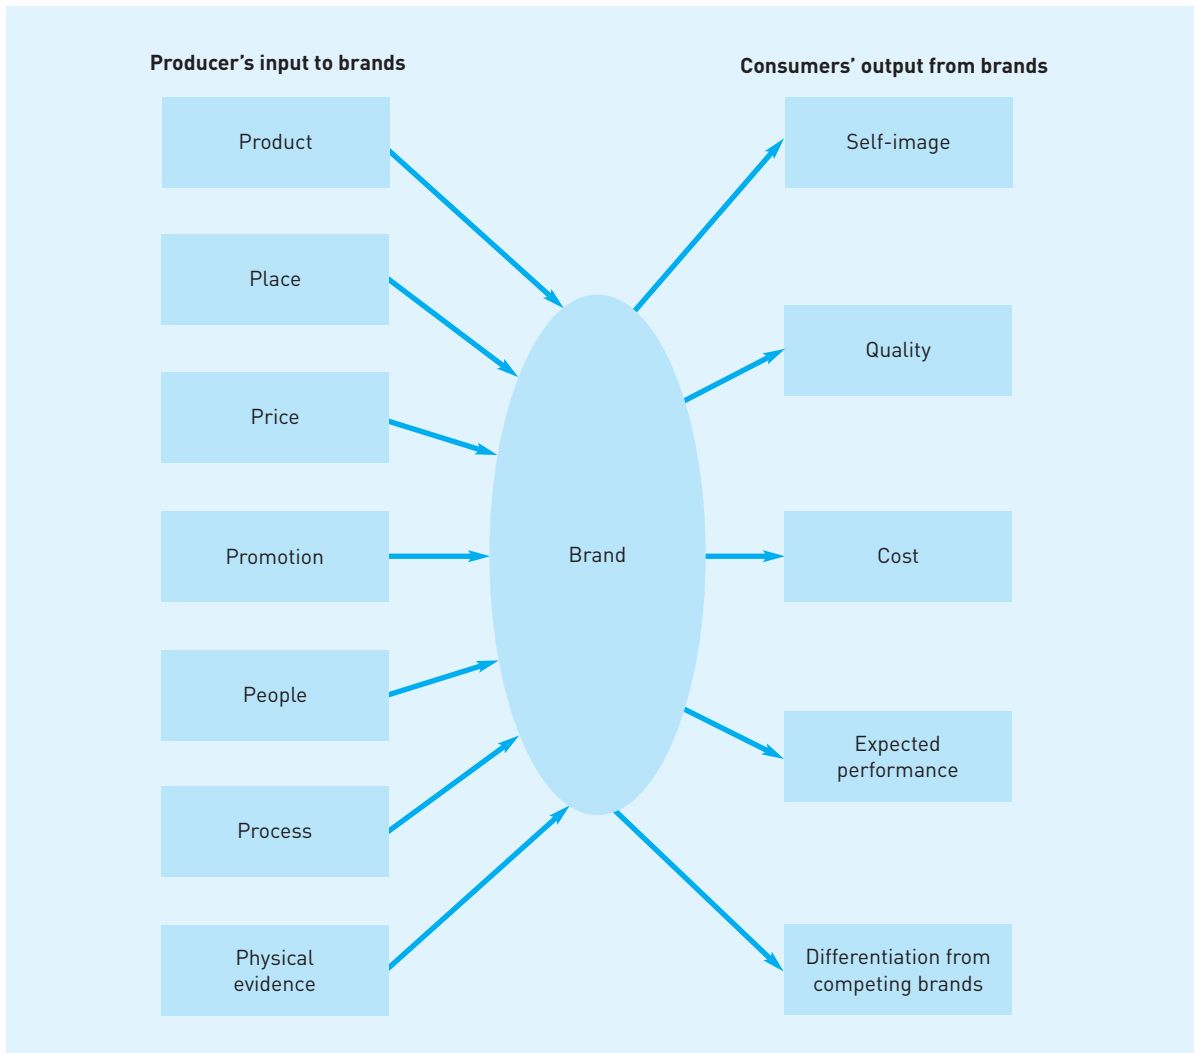 Producer’s input to brands
Product
Place
Price
Promotion
People
Process
Physical
evidence
Brand
Consumers’ output from brands
Self-image
Quality
Cost
Expected
performance
Differentiation from
competing brands